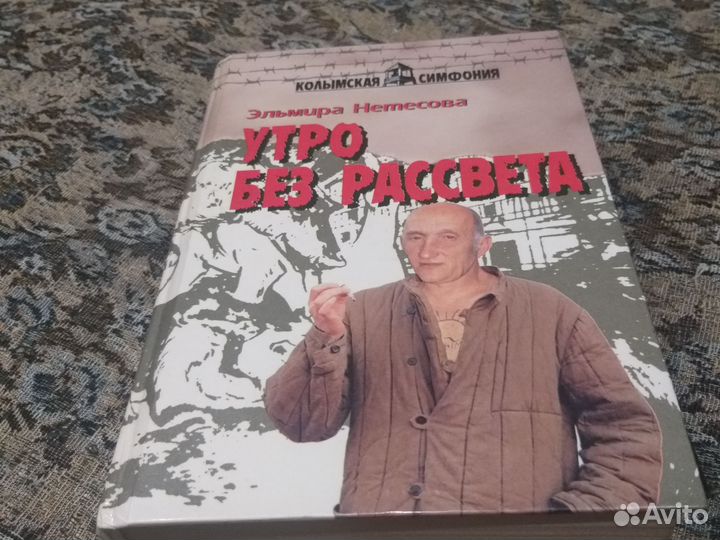 КОЛЫМСКАЯ СИМФОНИЯ
Эльмира Нетесова
УТРО
БЕЗ РАССВЕТА
Avito